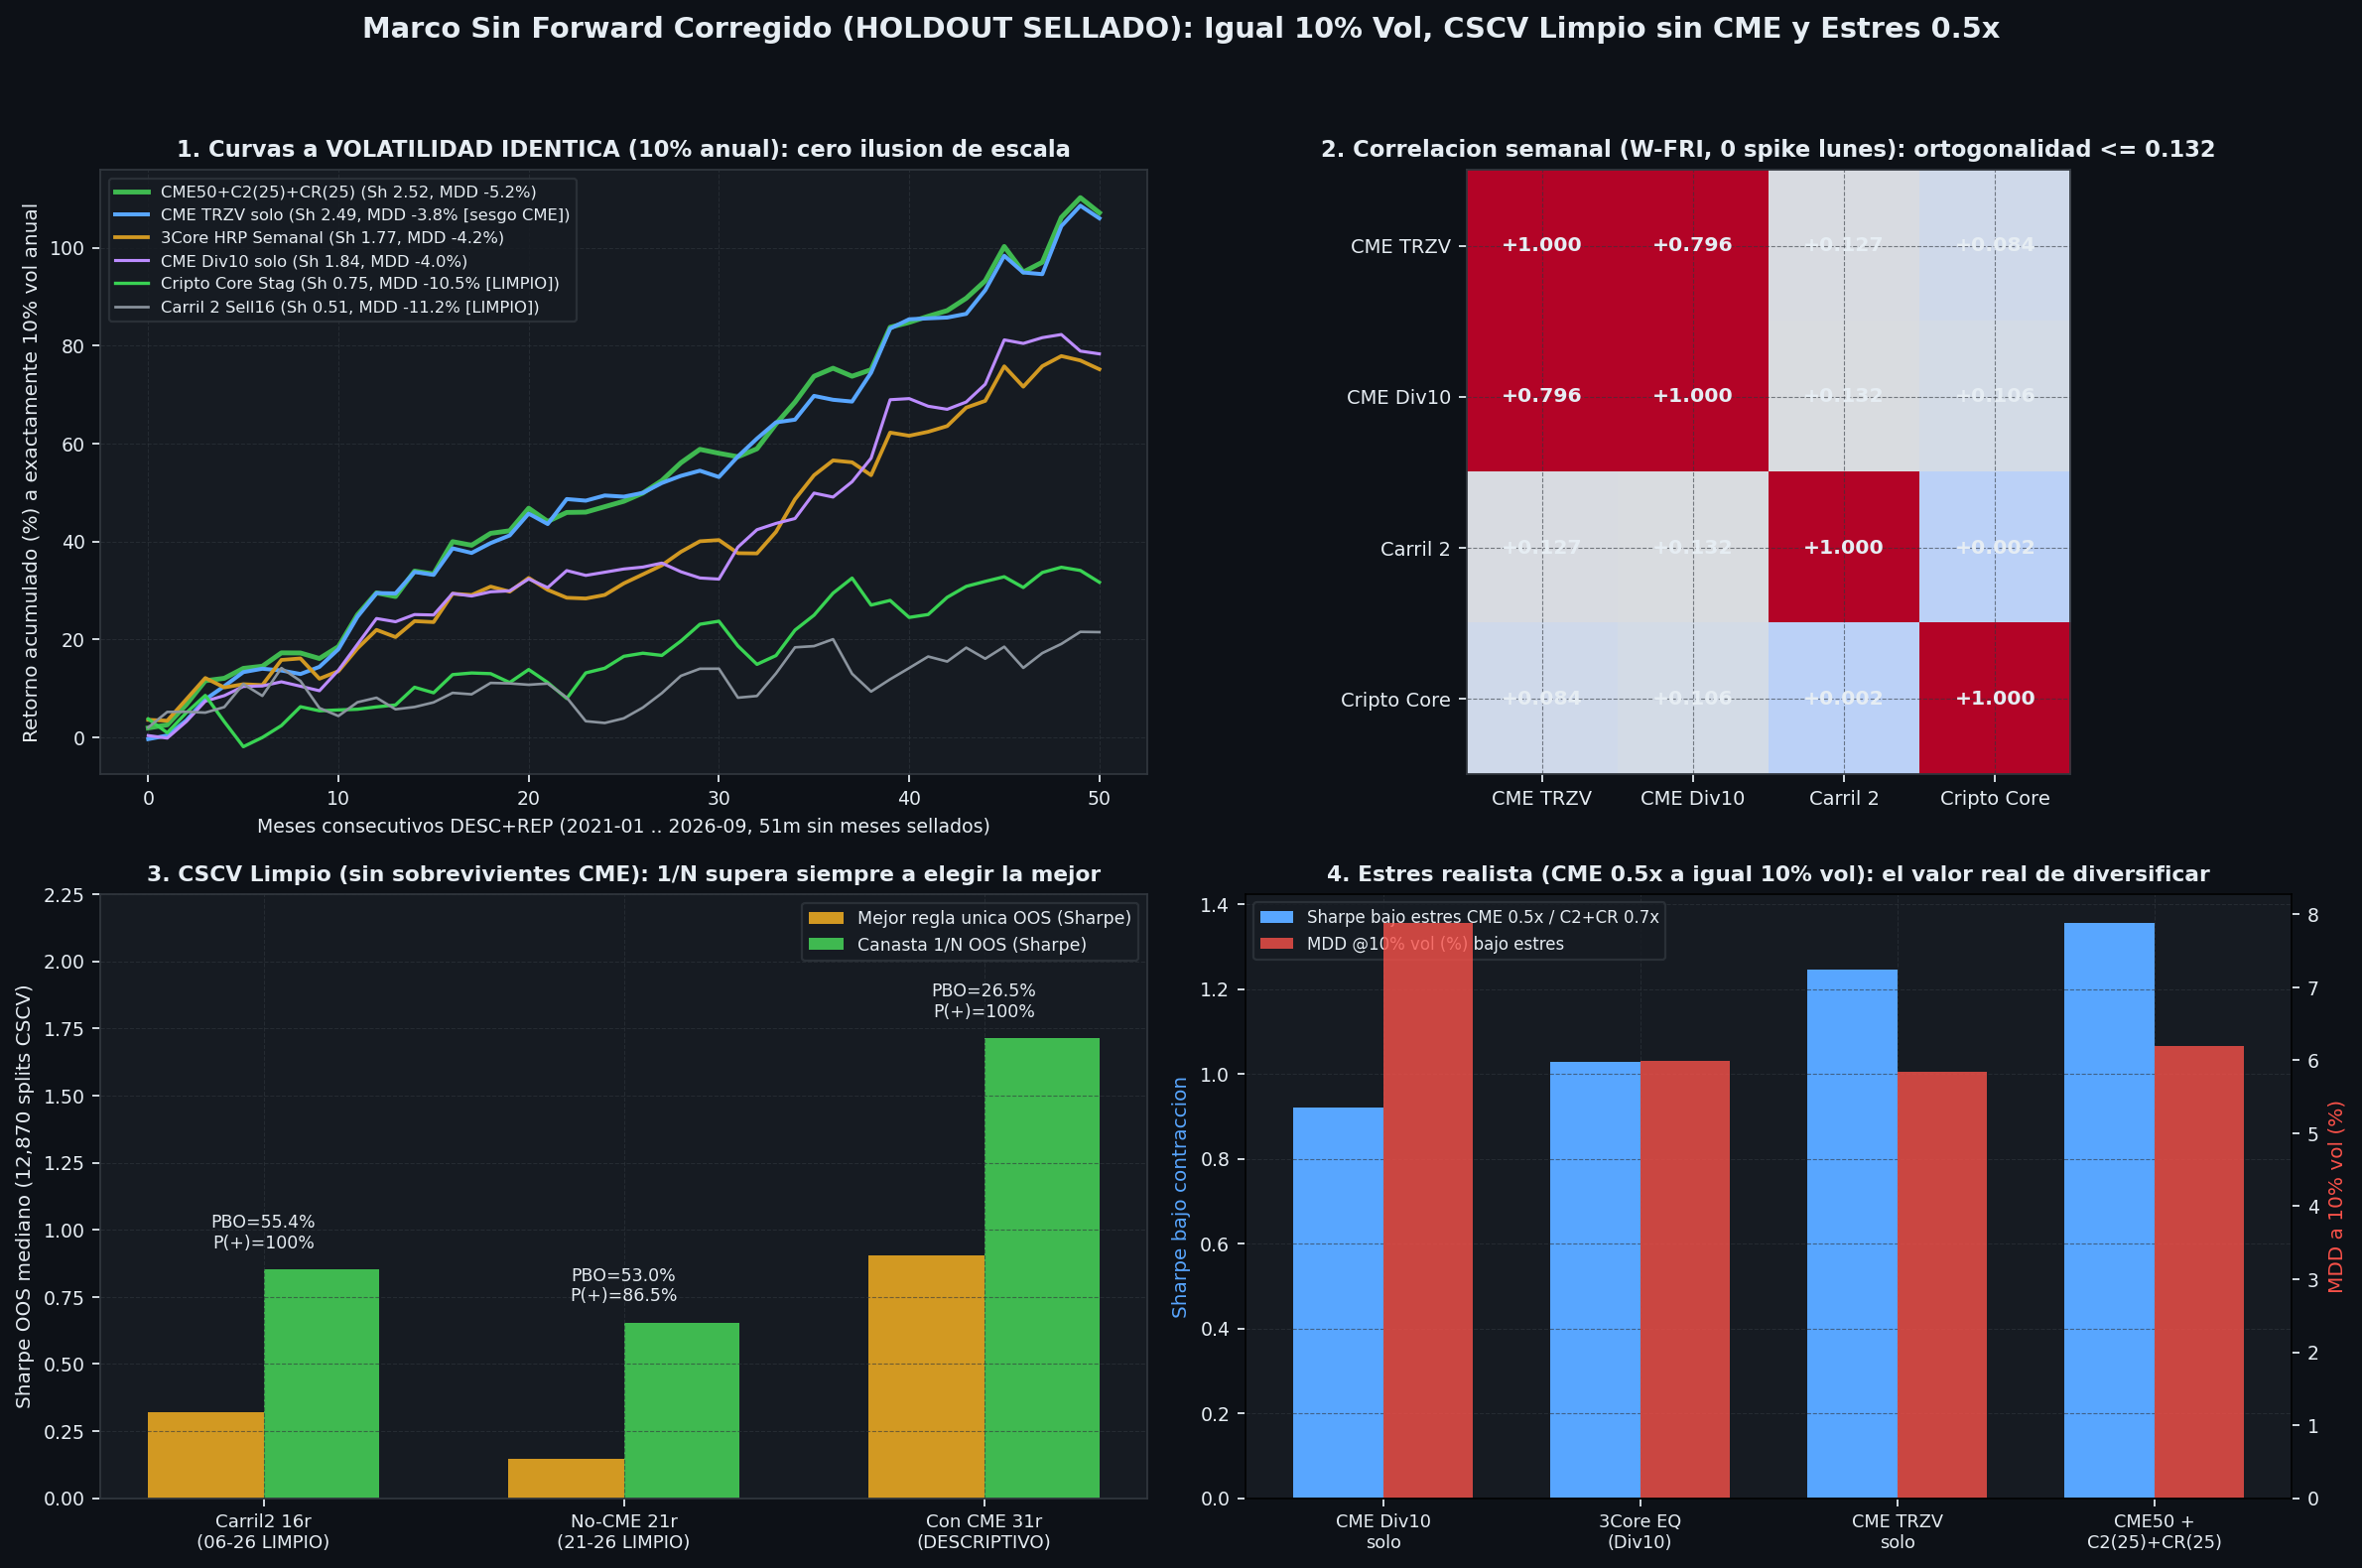 Marco Sin Forward Corregido (HOLDOUT SELLADO): Igual 10% Vol, CSCV Limpio sin CME y Estres 0.5x
1. Curvas a VOLATILIDAD IDENTICA (10% anual): cero ilusion de escala
Retorno acumulado (%) a exactamente 10% vol anual
CME50+C2(25)+CR(25) (Sh 2.52, MDD -5.2%)
CME TRZV solo (Sh 2.49, MDD -3.8% [sesgo CME])
3Core HRP Semanal (Sh 1.77, MDD -4.2%)
CME Div10 solo (Sh 1.84, MDD -4.0%)
Cripto Core Stag (Sh 0.75, MDD -10.5% [LIMPIO])
Carril 2 Sell16 (Sh 0.51, MDD -11.2% [LIMPIO])
100
80
60
40
20
0
0 10 20 30 40 50
Meses consecutivos DESC+REP (2021-01 .. 2026-09, 51m sin meses sellados)
2. Correlacion semanal (W-FRI, 0 spike lunes): ortogonalidad <= 0.132
CME TRZV +1.000 +0.796 +0.127 +0.084
CME Div10 +0.796 +1.000 +0.132 +0.106
Carril 2 +0.127 +0.132 +1.000 +0.002
Cripto Core +0.084 +0.106 +0.002 +1.000
CME TRZV CME Div10 Carril 2 Cripto Core
3. CSCV Limpio (sin sobrevivientes CME): 1/N supera siempre a elegir la mejor
Sharpe OOS mediano (12,870 splits CSCV)
Mejor regla unica OOS (Sharpe)
Canasta 1/N OOS (Sharpe)
2.25
2.00
1.75
1.50
1.25
1.00
0.75
0.50
0.25
0.00
PBO=55.4%
P(+)=100%
PBO=53.0%
P(+)=86.5%
PBO=26.5%
P(+)=100%
Carril2 16r
(06-26 LIMPIO)
No-CME 21r
(21-26 LIMPIO)
Con CME 31r
(DESCRIPTIVO)
4. Estres realista (CME 0.5x a igual 10% vol): el valor real de diversificar
Sharpe bajo contraccion
Sharpe bajo estres CME 0.5x / C2+CR 0.7x
MDD @10% vol (%) bajo estres
1.4
1.2
1.0
0.8
0.6
0.4
0.2
0.0
8
7
6
5
4
3
2
1
0
MDD a 10% vol (%)
CME Div10
solo
3Core EQ
(Div10)
CME TRZV
solo
CME50 +
C2(25)+CR(25)